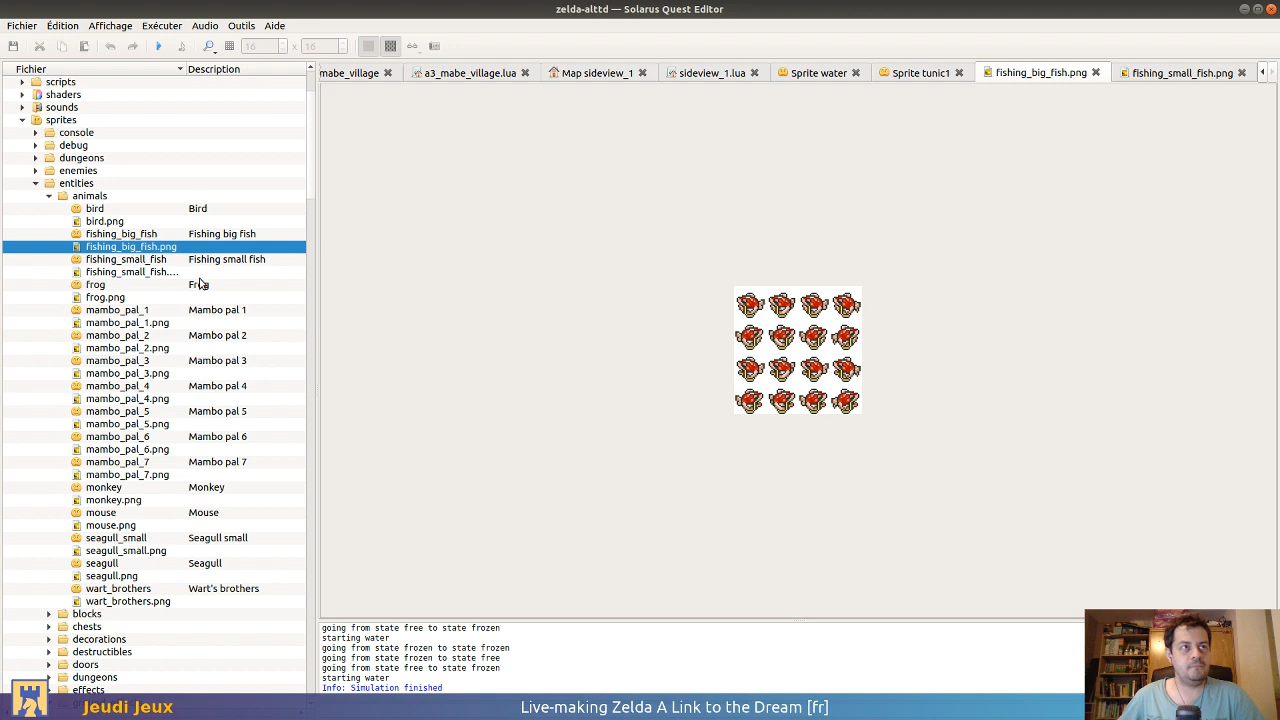 zelda-alttd — Solarus Quest Editor
Fichier Édition Affichage Exécuter Audio Outils Aide
16 x 16
Fichier Description
mabe_village a3_mabe_village.lua Map sideview_1 sideview_1.lua Sprite water Sprite tunic1 fishing_big_fish.png fishing_small_fish.png
scripts
shaders
sounds
sprites
console
debug
dungeons
enemies
entities
animals
bird Bird
bird.png
fishing_big_fish Fishing big fish
fishing_big_fish.png
fishing_small_fish Fishing small fish
fishing_small_fish....
frog Frog
frog.png
mambo_pal_1 Mambo pal 1
mambo_pal_1.png
mambo_pal_2 Mambo pal 2
mambo_pal_2.png
mambo_pal_3 Mambo pal 3
mambo_pal_3.png
mambo_pal_4 Mambo pal 4
mambo_pal_4.png
mambo_pal_5 Mambo pal 5
mambo_pal_5.png
mambo_pal_6 Mambo pal 6
mambo_pal_6.png
mambo_pal_7 Mambo pal 7
mambo_pal_7.png
monkey Monkey
monkey.png
mouse Mouse
mouse.png
seagull_small Seagull small
seagull_small.png
seagull Seagull
seagull.png
wart_brothers Wart's brothers
wart_brothers.png
blocks
chests
decorations
destructibles
doors
dungeons
effects
going from state free to state frozen
starting water
going from state frozen to state frozen
going from state frozen to state free
going from state free to state frozen
starting water
Info: Simulation finished
Jeudi Jeux
Live-making Zelda A Link to the Dream [fr]